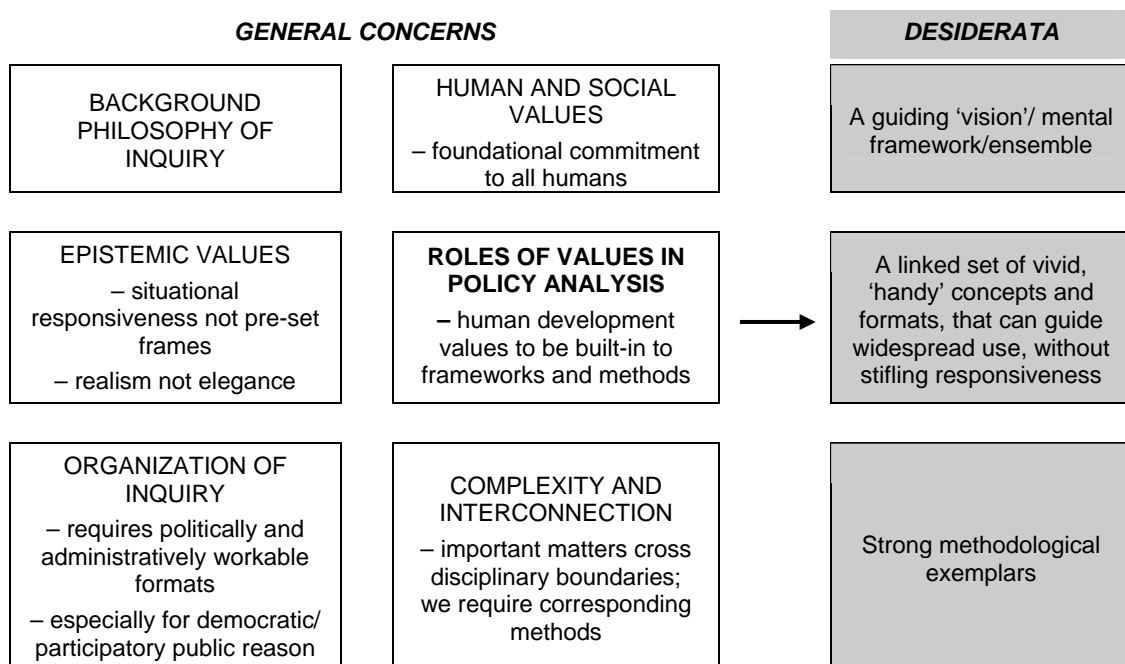 GENERAL CONCERNS
DESIDERATA
BACKGROUND
PHILOSOPHY OF
INQUIRY
HUMAN AND SOCIAL
VALUES
– foundational commitment
to all humans
A guiding ‘vision’/ mental
framework/ensemble
EPISTEMIC VALUES
– situational
responsiveness not pre-set
frames
– realism not elegance
ROLES OF VALUES IN
POLICY ANALYSIS
– human development
values to be built-in to
frameworks and methods
A linked set of vivid,
‘handy’ concepts and
formats, that can guide
widespread use, without
stifling responsiveness
ORGANIZATION OF
INQUIRY
– requires politically and
administratively workable
formats
– especially for democratic/
participatory public reason
COMPLEXITY AND
INTERCONNECTION
– important matters cross
disciplinary boundaries;
we require corresponding
methods
Strong methodological
exemplars